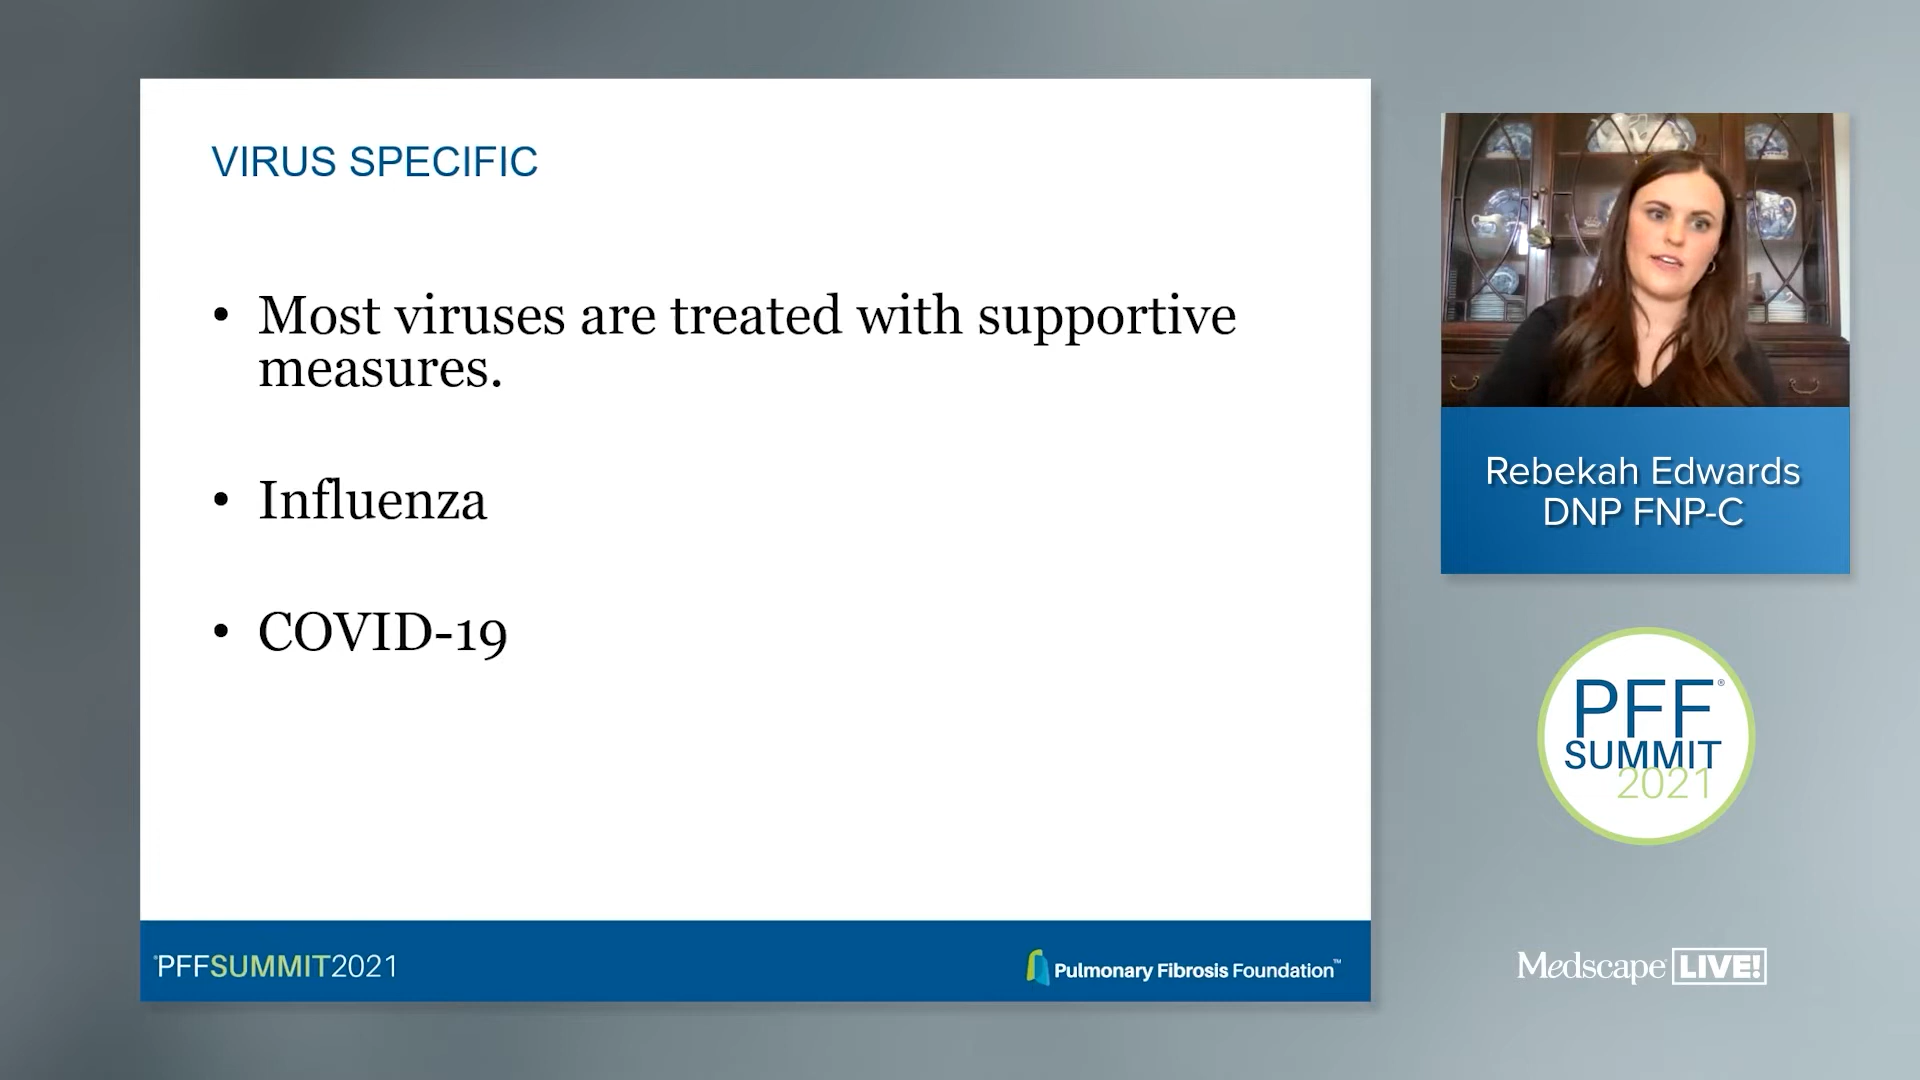 VIRUS SPECIFIC
• Most viruses are treated with supportive
measures.
• Influenza
• COVID-19
PFFSUMMIT2021
Pulmonary Fibrosis Foundation™
Rebekah Edwards
DNP FNP-C
PFF®
SUMMIT
2021
Medscape LIVE!